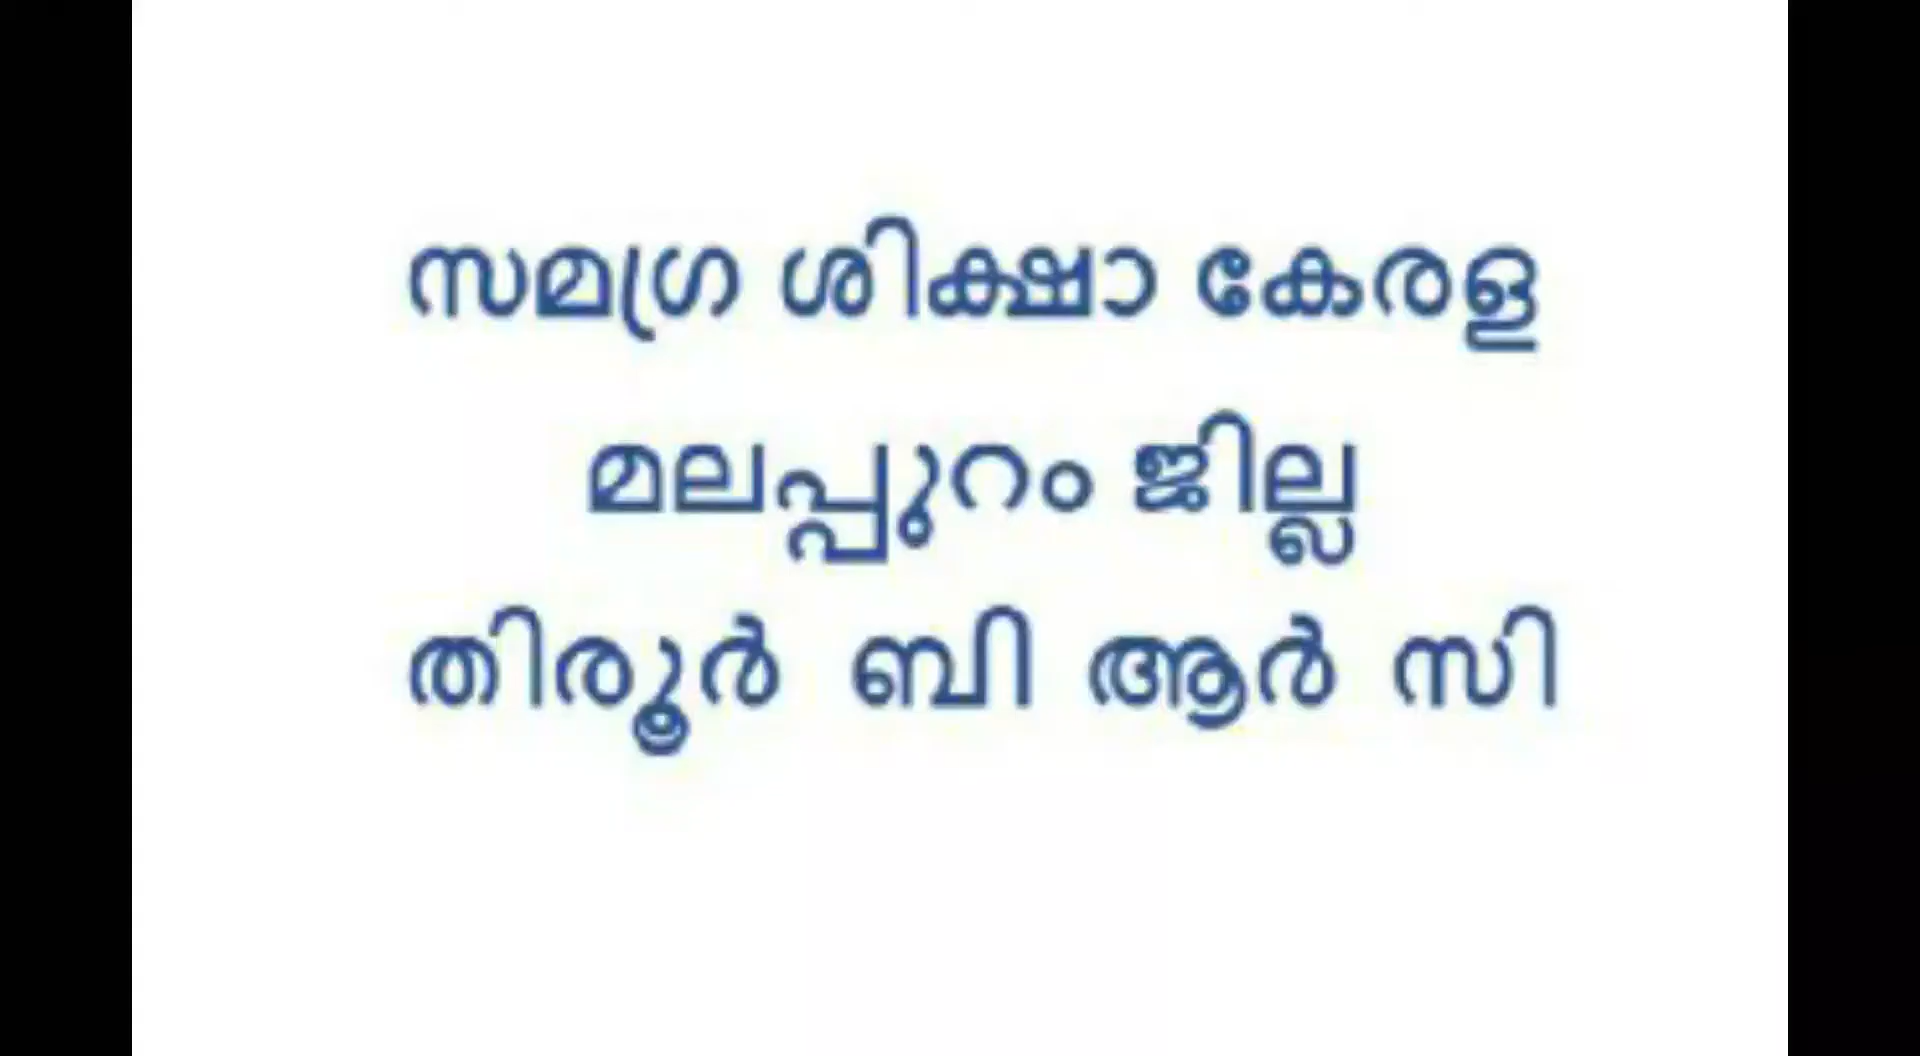 സമഗ്ര ശിക്ഷാ കേരള
മലപ്പുറം ജില്ല
തിരൂർ ബി ആർ സി